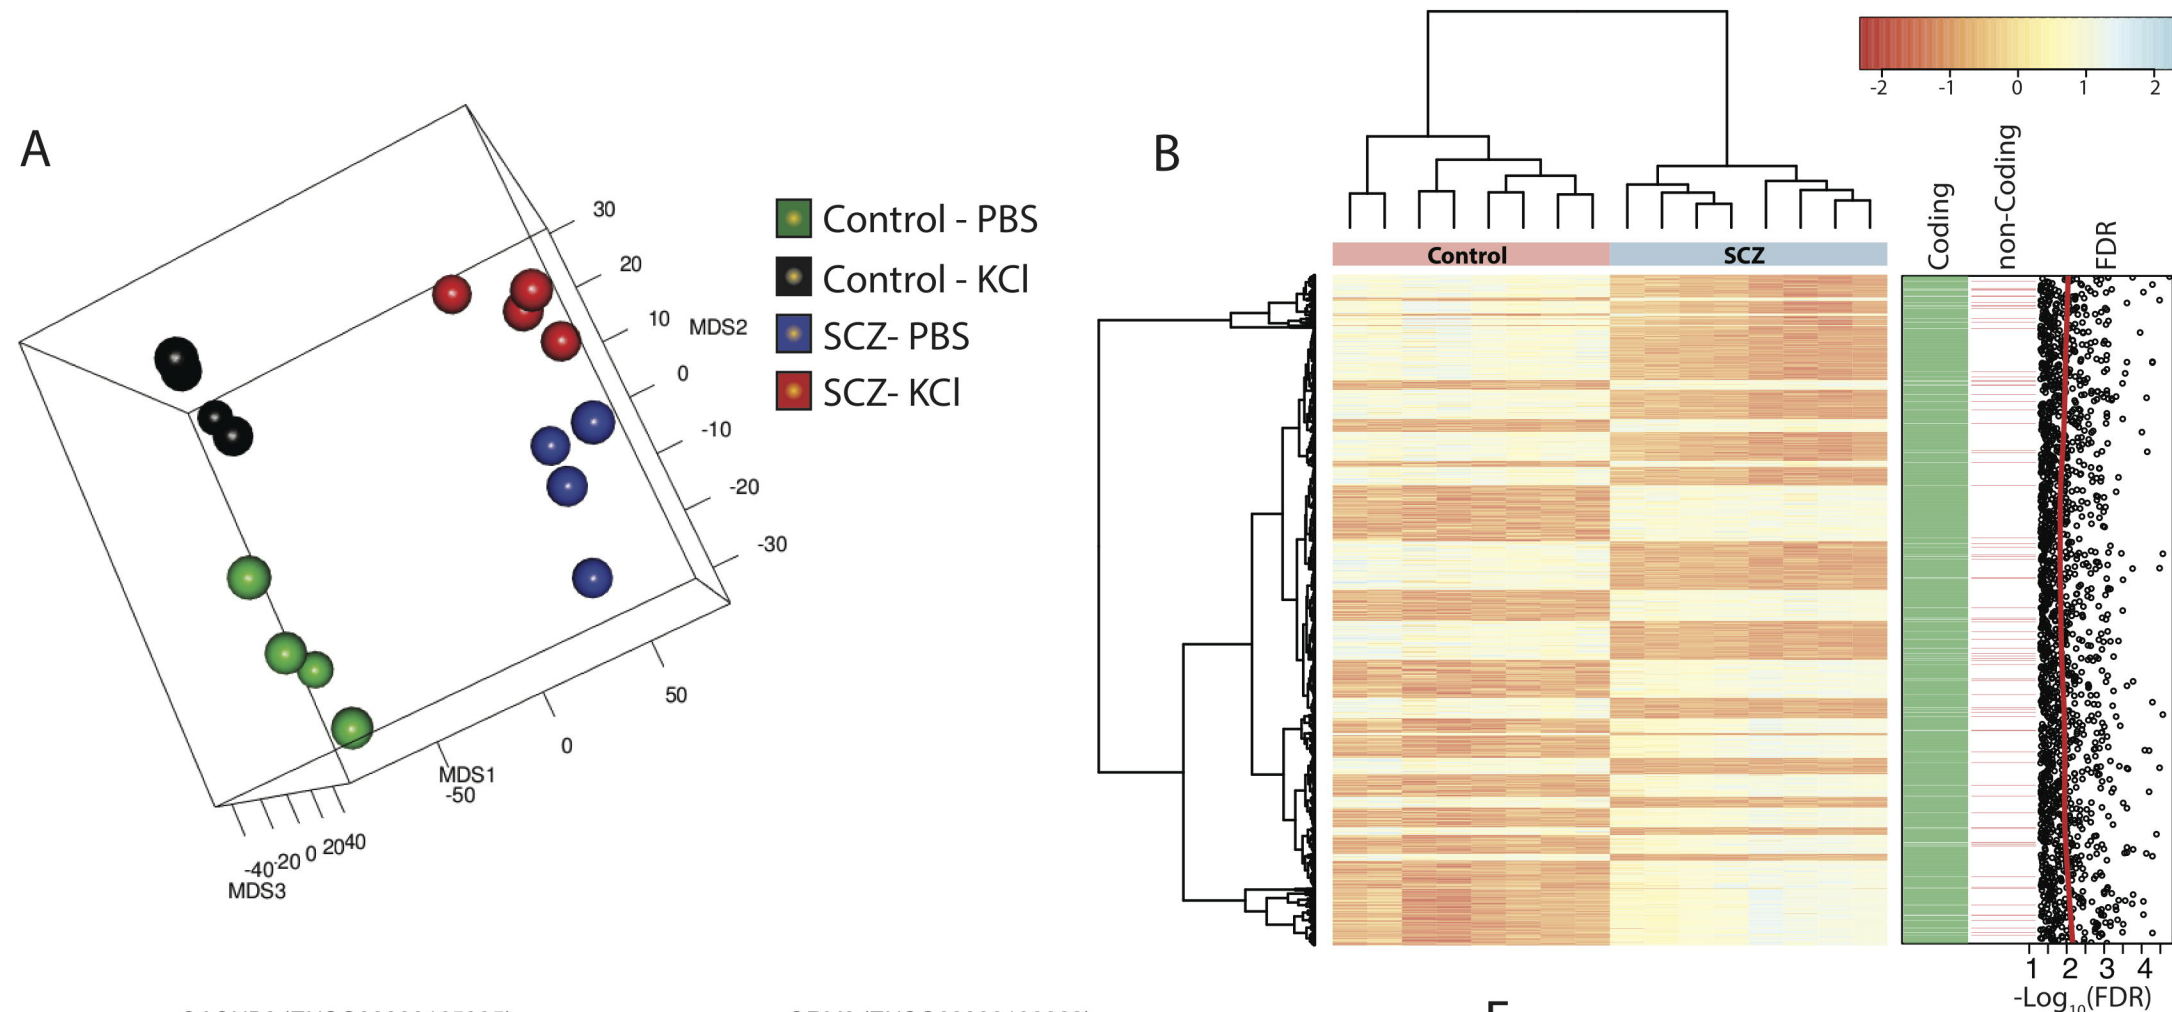 A
30
20
10
MDS2
0
-10
-20
-30
50
0
MDS1
-50
-40
-20
0
20
40
MDS3
Control - PBS
Control - KCl
SCZ- PBS
SCZ- KCl
B
-2 -1 0 1 2
Control
SCZ
Coding
non-Coding
FDR
1 2 3 4
-Log10(FDR)